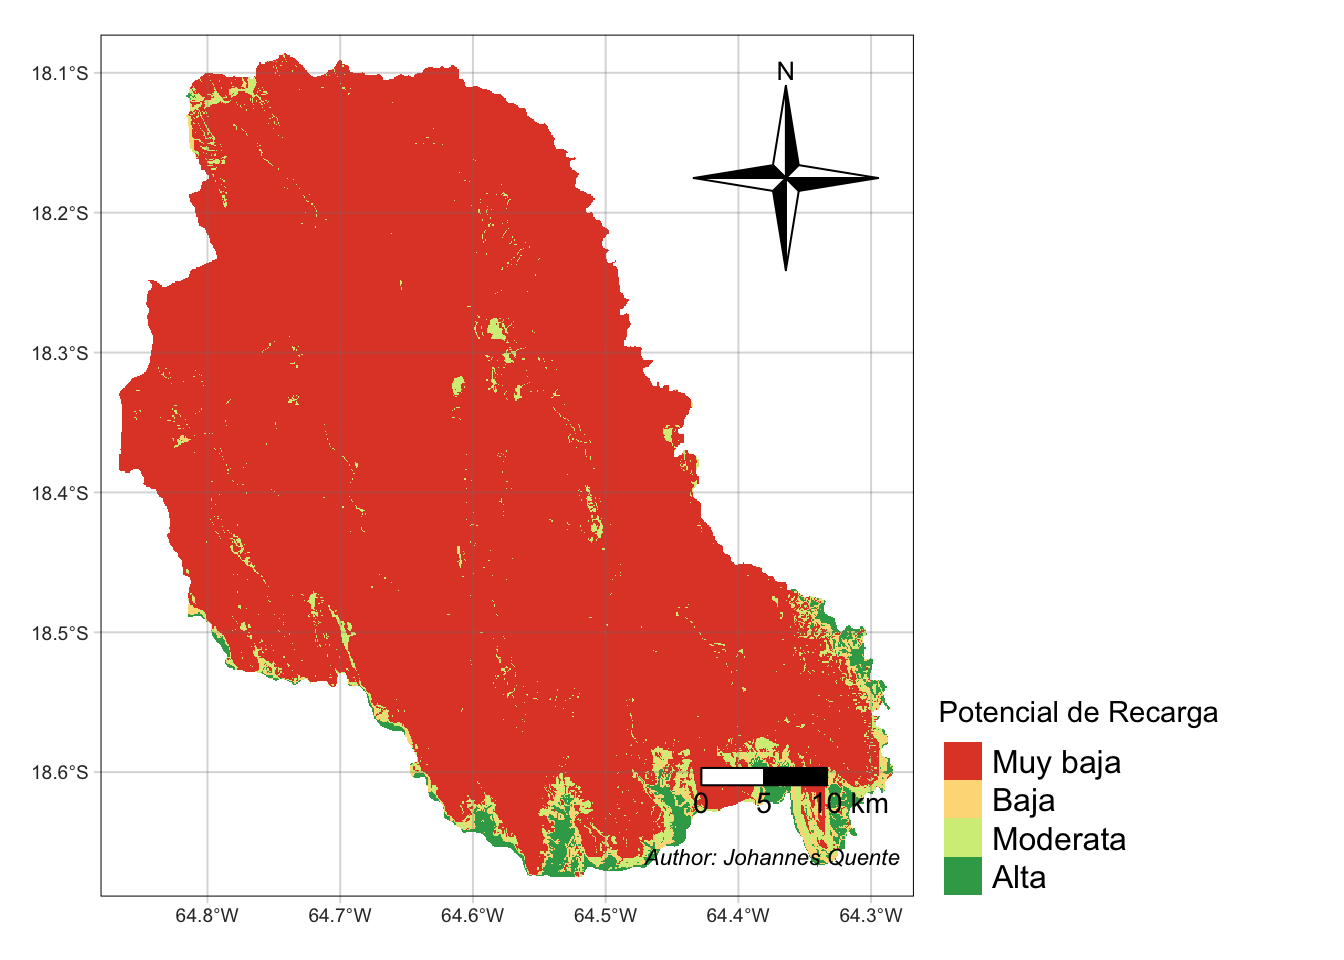 N
18.1°S
18.2°S
18.3°S
18.4°S
18.5°S
18.6°S
0 5 10 km
Author: Johannes Quente
64.8°W 64.7°W 64.6°W 64.5°W 64.4°W 64.3°W
Potencial de Recarga
Muy baja
Baja
Moderata
Alta